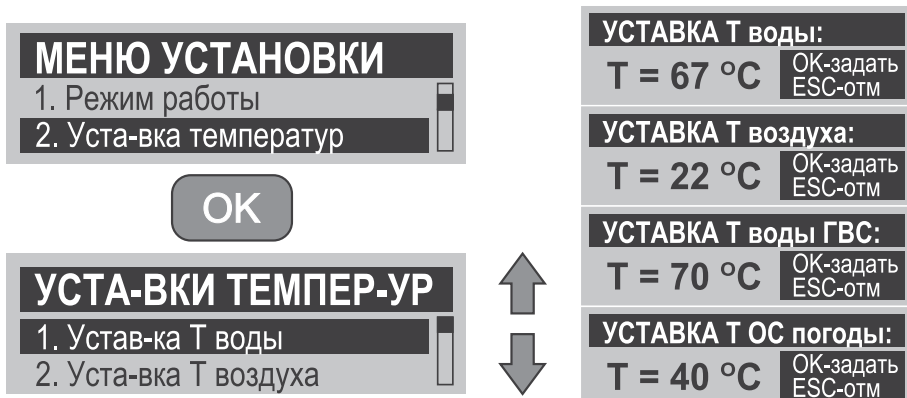 МЕНЮ УСТАНОВКИ
1. Режим работы
2. Уста-вка температур
OK
УСТА-ВКИ ТЕМПЕР-УР
1. Устав-ка Т воды
2. Уста-вка Т воздуха
УСТАВКА Т воды:
T = 67 °C
OK-задать
ESC-отм
УСТАВКА Т воздуха:
T = 22 °C
OK-задать
ESC-отм
УСТАВКА Т воды ГВС:
T = 70 °C
OK-задать
ESC-отм
УСТАВКА Т ОС погоды:
T = 40 °C
OK-задать
ESC-отм